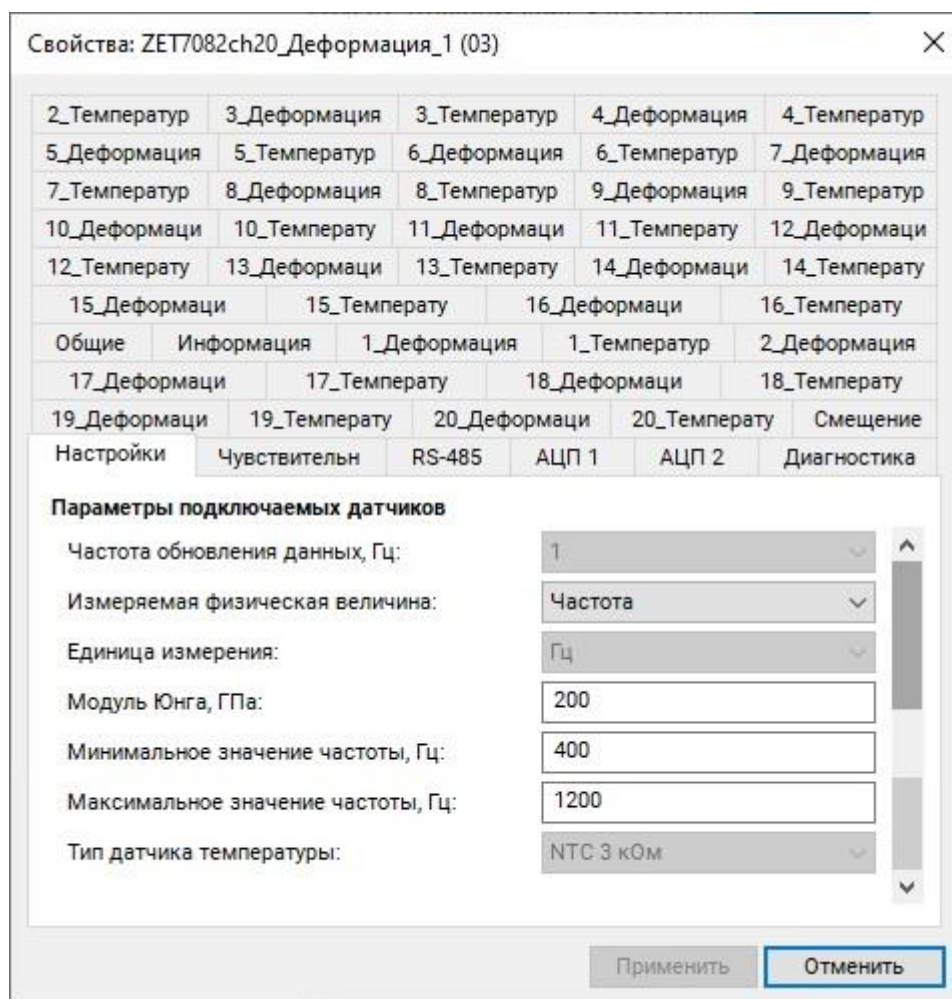 Свойства: ZET7082ch20_Деформация_1 (03)
2_Температур 3_Деформация 3_Температур 4_Деформация 4_Температур
5_Деформация 5_Температур 6_Деформация 6_Температур 7_Деформация
7_Температур 8_Деформация 8_Температур 9_Деформация 9_Температур
10_Деформаци 10_Температу 11_Деформаци 11_Температу 12_Деформаци
12_Температу 13_Деформаци 13_Температу 14_Деформаци 14_Температу
15_Деформаци 15_Температу 16_Деформаци 16_Температу
Общие Информация 1_Деформация 1_Температур 2_Деформация
17_Деформаци 17_Температу 18_Деформаци 18_Температу
19_Деформаци 19_Температу 20_Деформаци 20_Температу Смещение
Настройки Чувствительн RS-485 АЦП 1 АЦП 2 Диагностика
Параметры подключаемых датчиков
Частота обновления данных, Гц: 1
Измеряемая физическая величина: Частота
Единица измерения: Гц
Модуль Юнга, ГПа: 200
Минимальное значение частоты, Гц: 400
Максимальное значение частоты, Гц: 1200
Тип датчика температуры: NTC 3 кОм
Применить Отменить